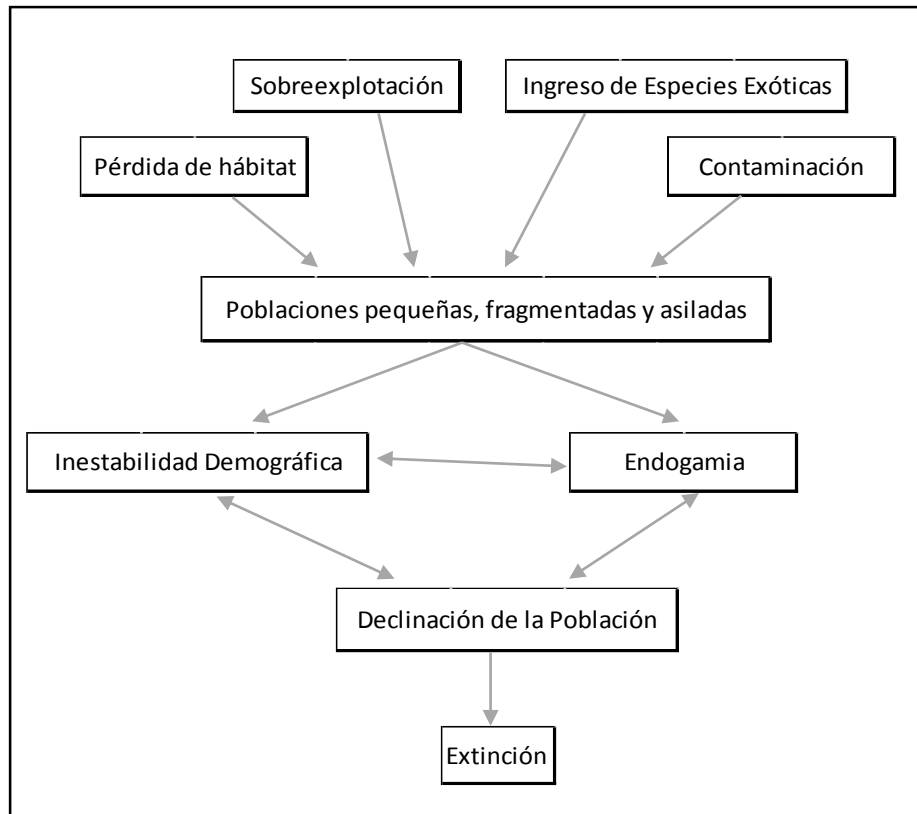 Sobreexplotación
Ingreso de Especies Exóticas
Pérdida de hábitat
Contaminación
Poblaciones pequeñas, fragmentadas y asiladas
Inestabilidad Demográfica
Endogamia
Declinación de la Población
Extinción